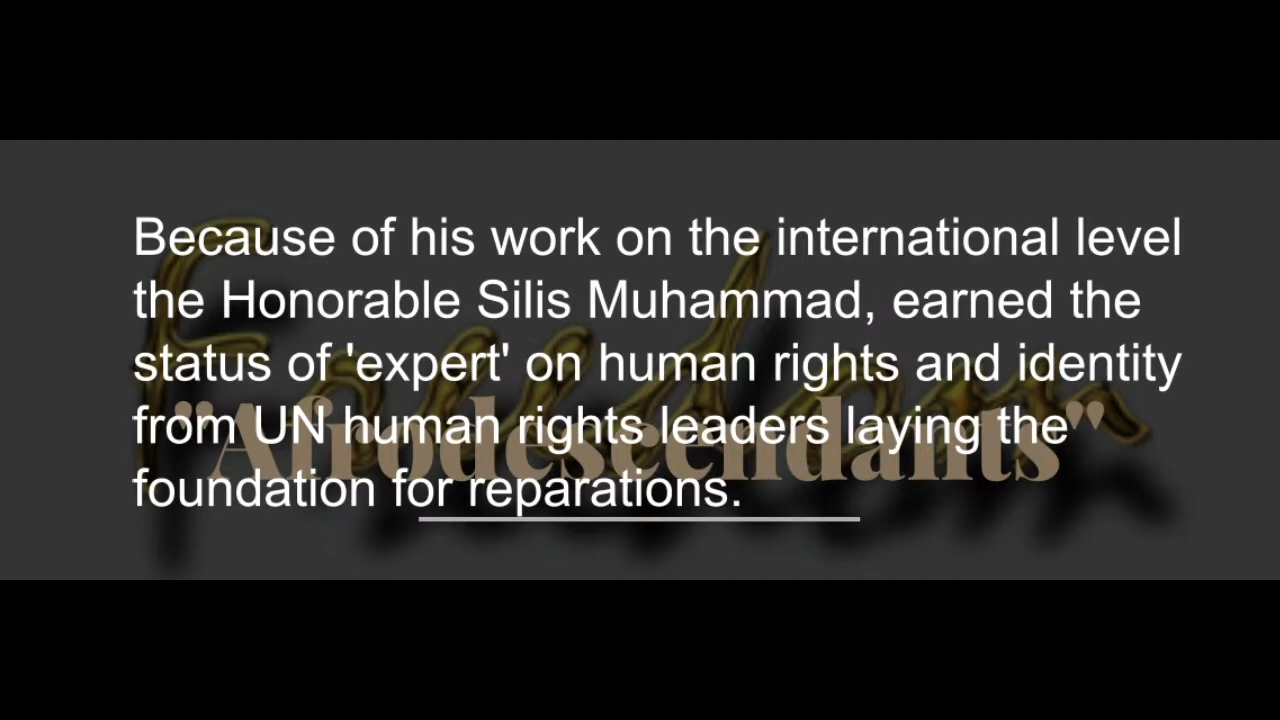 Because of his work on the international level
the Honorable Silis Muhammad, earned the
status of 'expert' on human rights and identity
from UN human rights leaders laying the
foundation for reparations.
Freedom
"Afrodescendants"